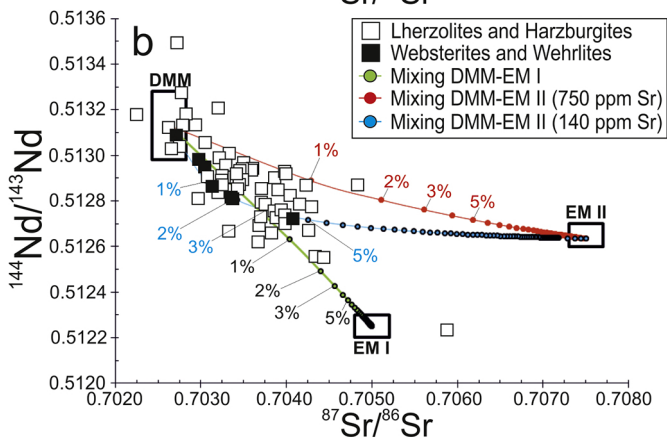 Sr/ Sr
b
Lherzolites and Harzburgites
Websterites and Wehrlites
Mixing DMM-EM I
Mixing DMM-EM II (750 ppm Sr)
Mixing DMM-EM II (140 ppm Sr)
0.5136
0.5134
0.5132
0.5130
0.5128
0.5126
0.5124
0.5122
0.5120
144Nd/143Nd
DMM
1%
2%
3%
5%
EM II
1%
2%
3%
5%
1%
2%
3%
5%
EM I
0.7020
0.7030
0.7040
0.7050
0.7060
0.7070
0.7080
87Sr/86Sr